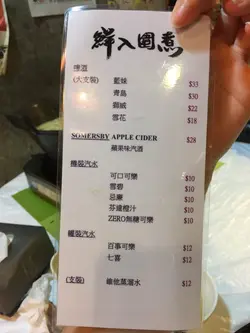 鮮入圍煮
啤酒
(大支裝)
藍妹 $33
青島 $30
獅威 $22
雪花 $18
SOMERSBY APPLE CIDER $28
蘋果味汽酒
樽裝汽水
可口可樂 $10
雪碧 $10
忌廉 $10
芬達橙汁 $10
ZERO無糖可樂 $10
罐裝汽水
百事可樂 $12
七喜 $12
(支裝) 維他蒸溜水 $12